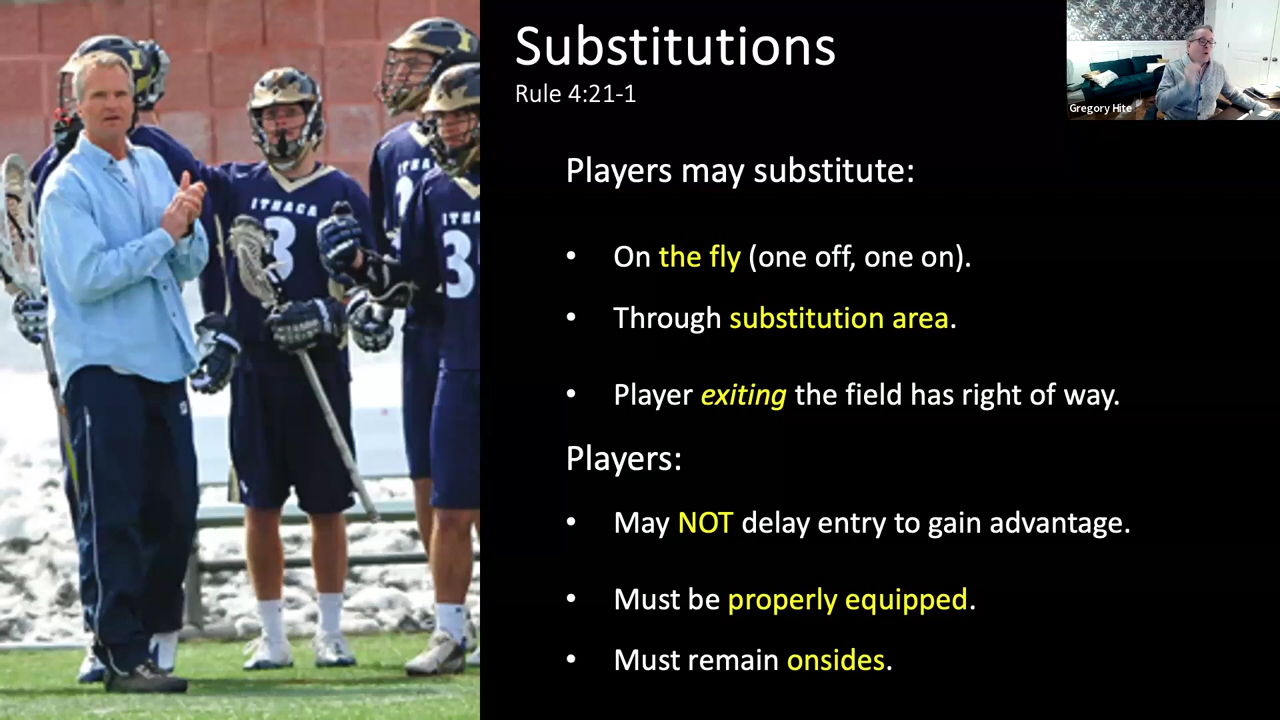 Substitutions
Rule 4:21-1
Gregory Hite
Players may substitute:
• On the fly (one off, one on).
• Through substitution area.
• Player exiting the field has right of way.
Players:
• May NOT delay entry to gain advantage.
• Must be properly equipped.
• Must remain onsides.
I
I
ITHACA
3
ITHA
ITHA
3